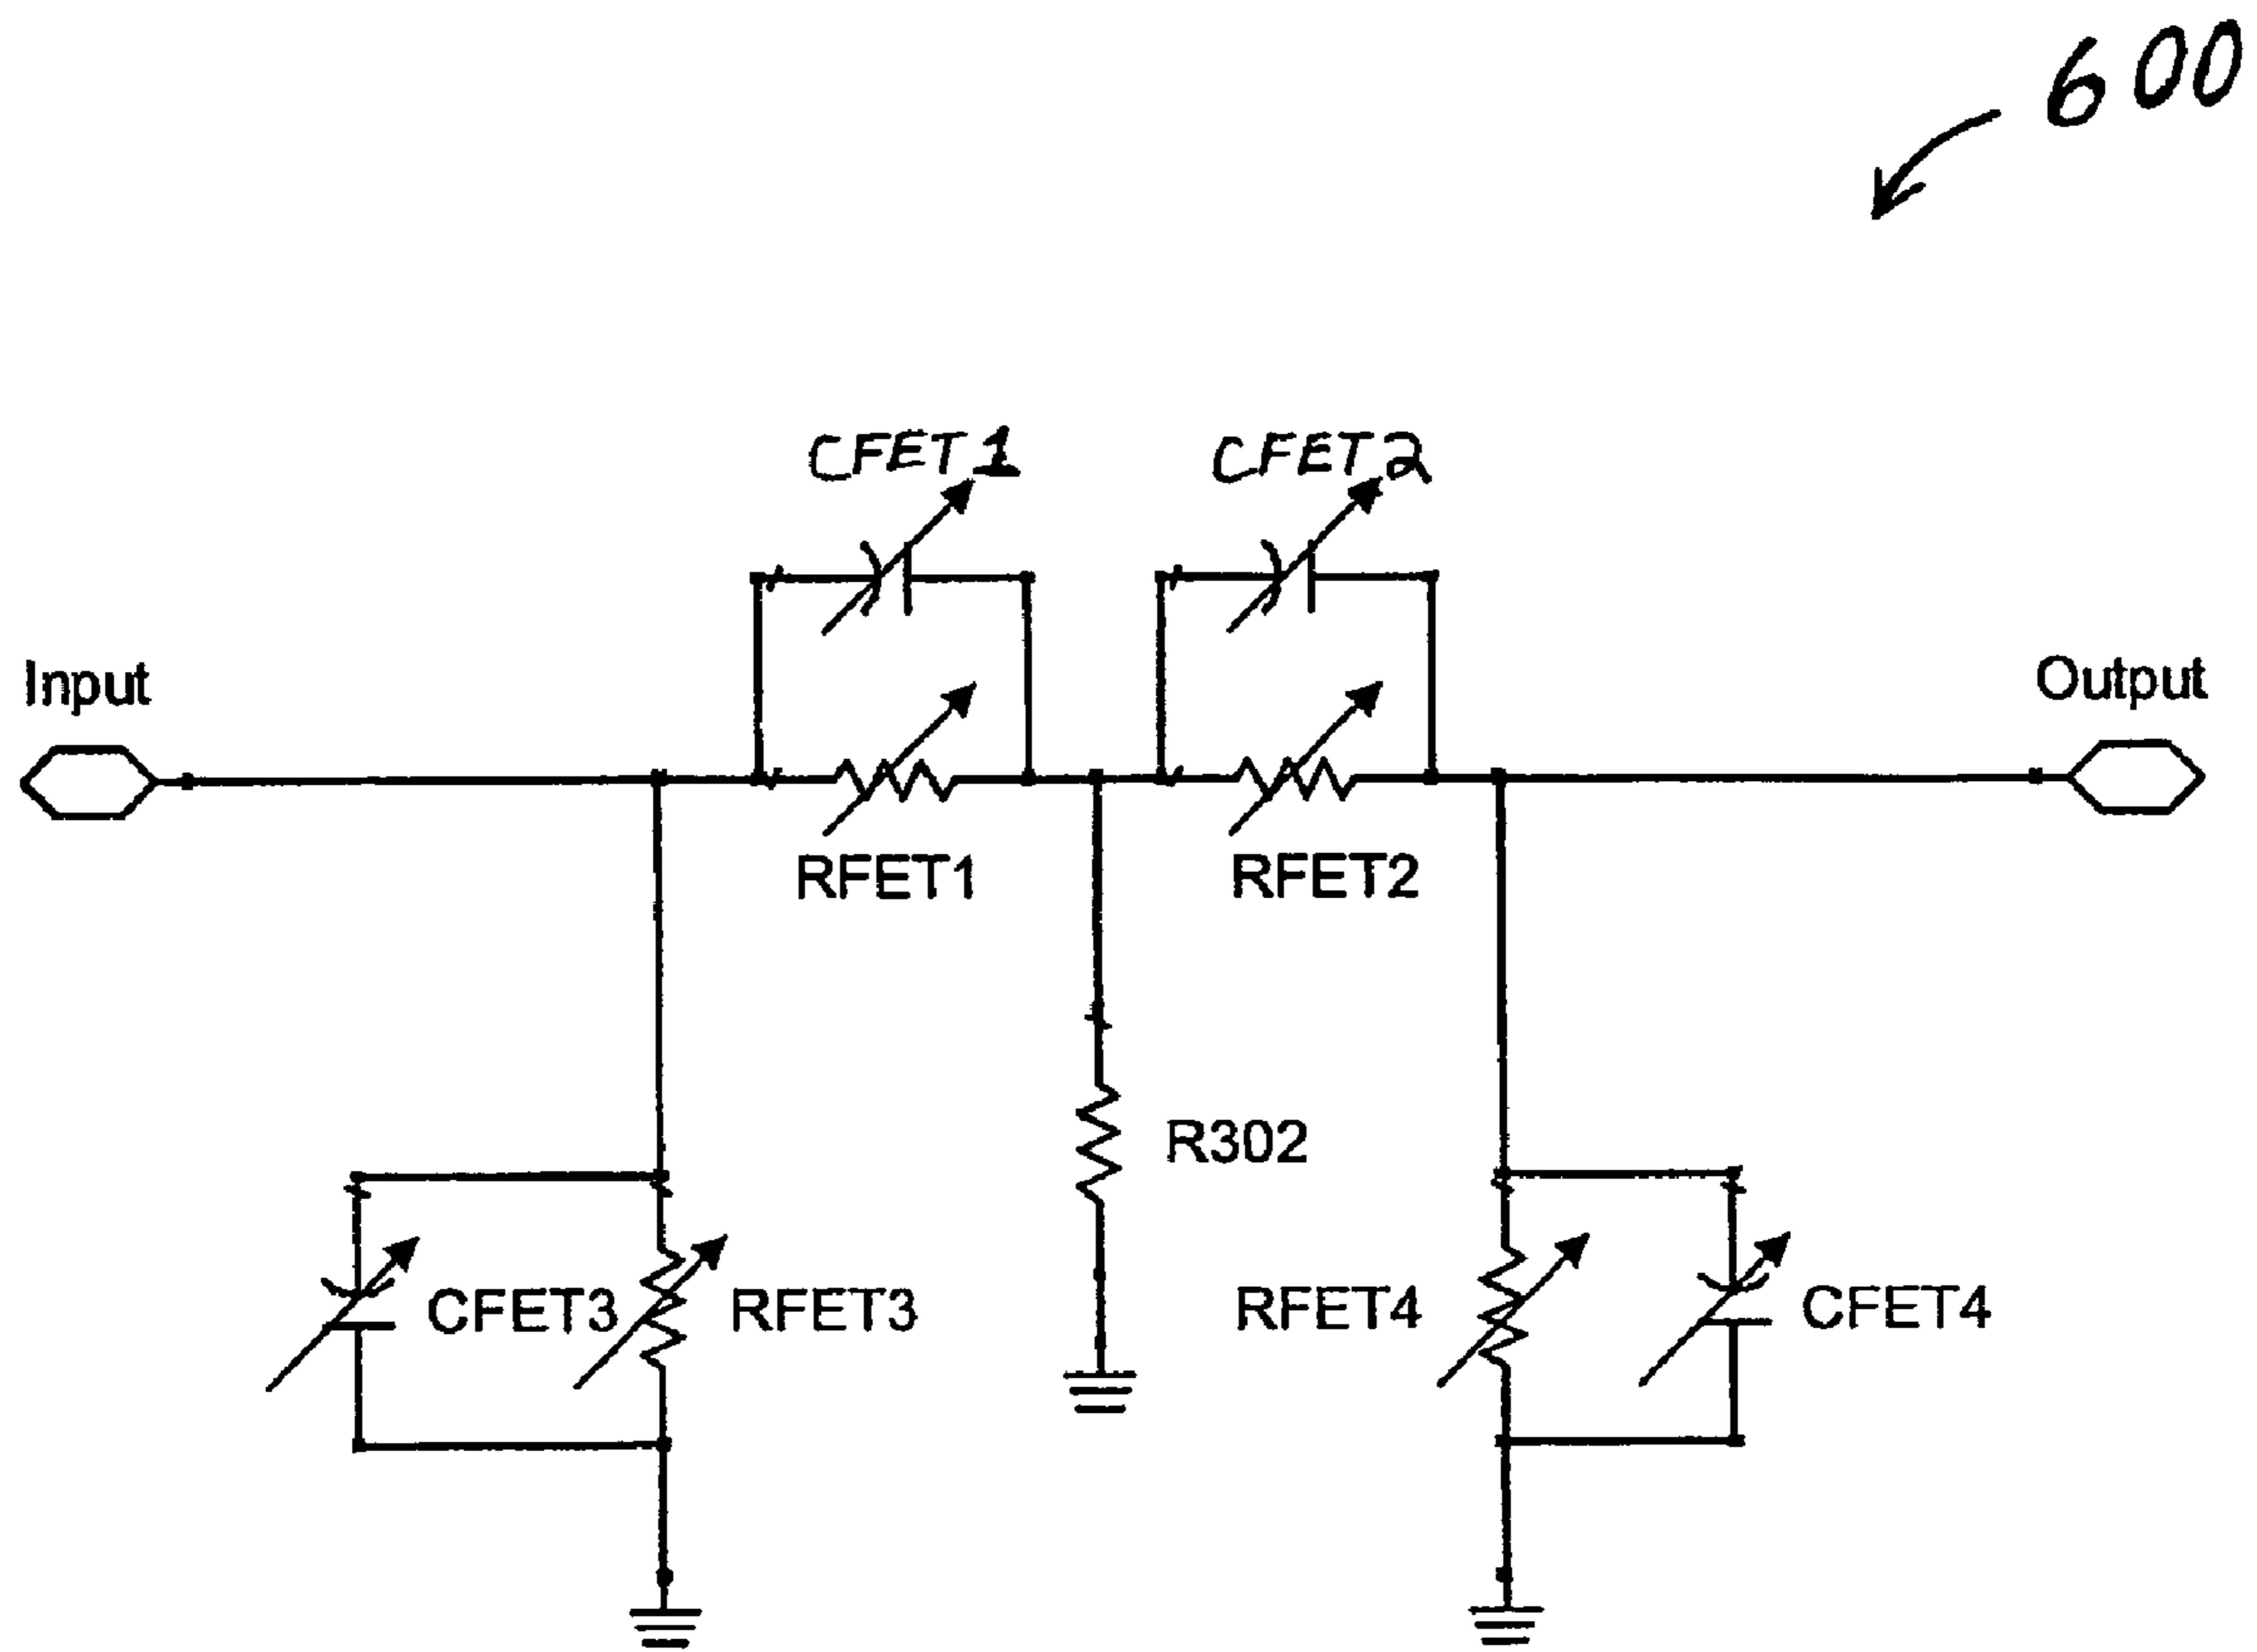 600
CFET1
CFET2
Input
Output
RFET1
RFET2
R302
CFET3
RFET3
RFET4
CFET4